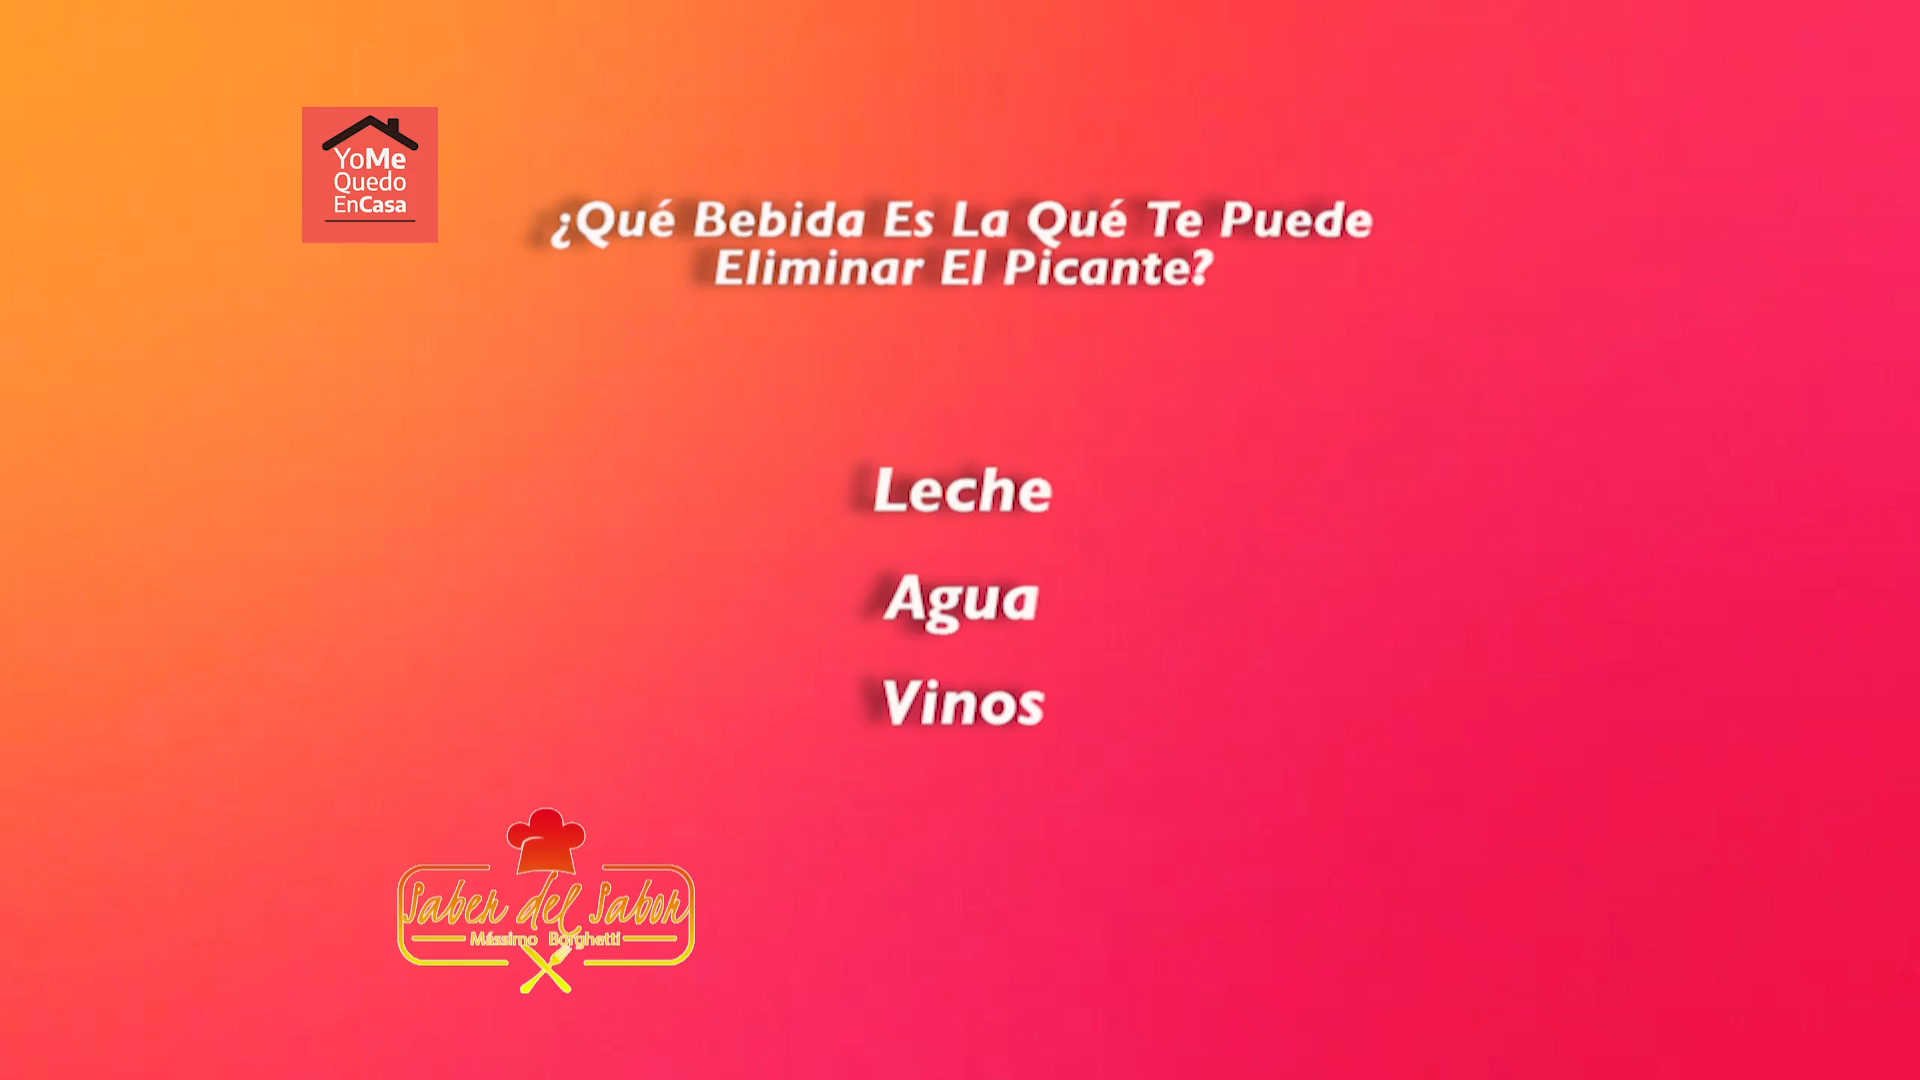 YoMe
Quedo
EnCasa
¿Qué Bebida Es La Qué Te Puede
Eliminar El Picante?
Leche
Agua
Vinos
Saber del Sabor
Mássimo Borghetti